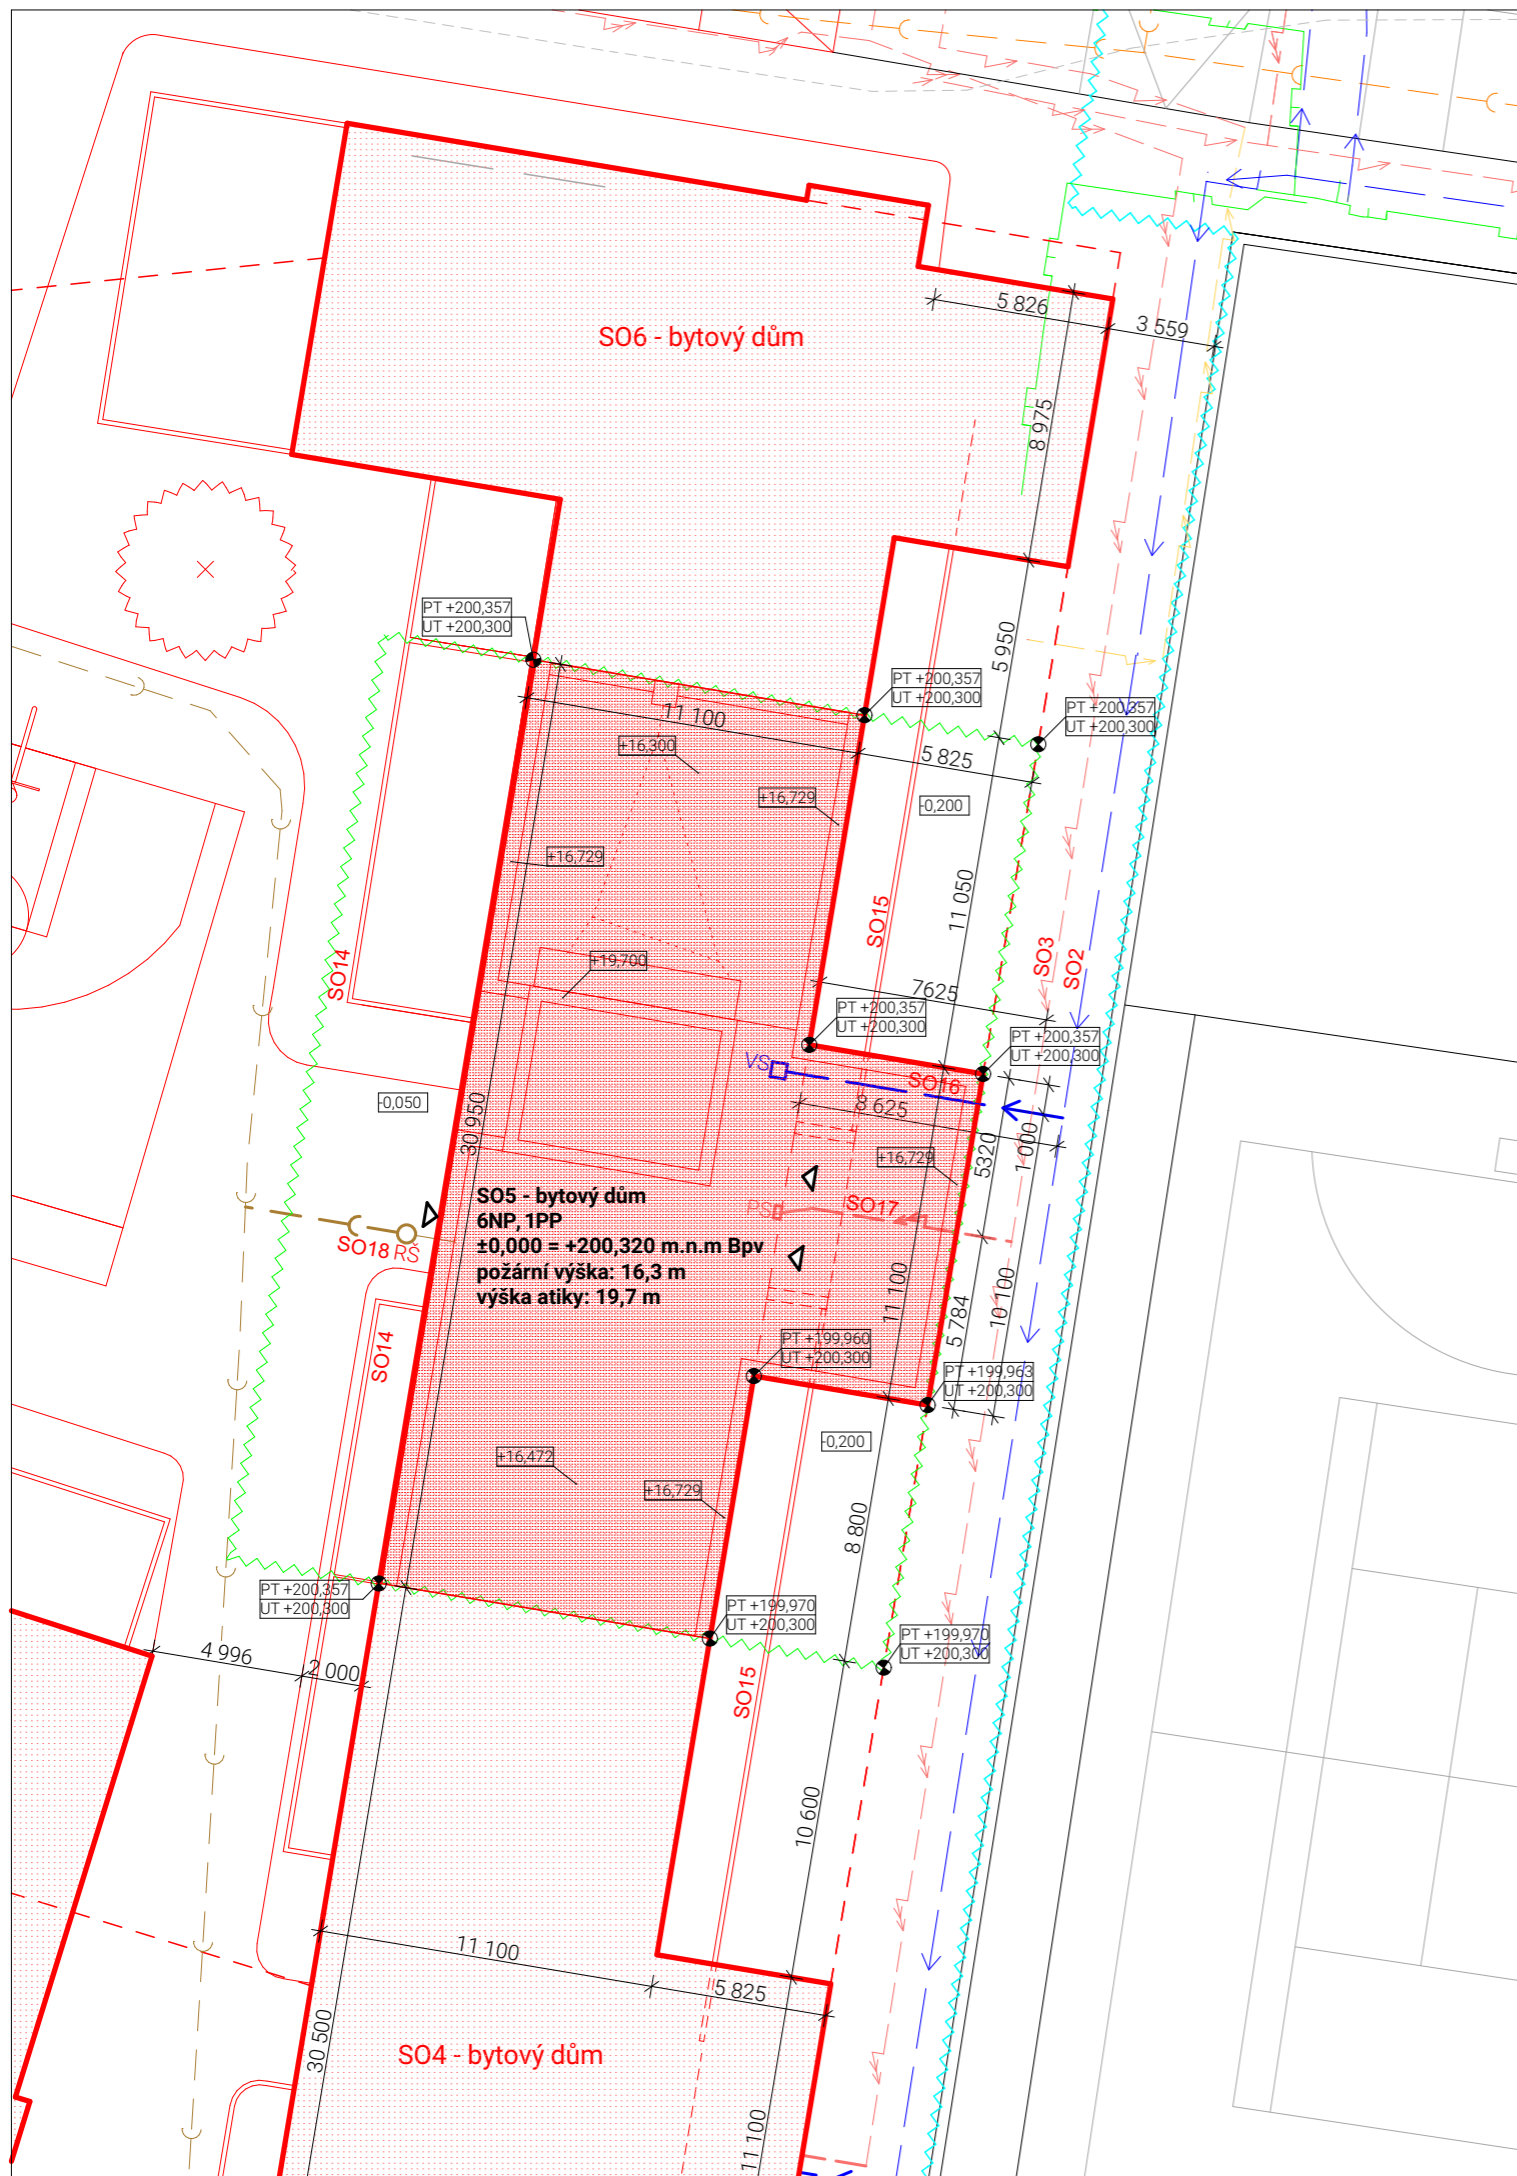 5 826
3 559
SO6 - bytový dům
8 975
PT +200,357
UT +200,300
5 950
PT +200,357
UT +200,300
PT +200,357
UT +200,300
11 100
+16,300
5 825
+16,729
-0,200
+16,729
11 050
SO15
SO14
+19,700
SO3
SO2
7625
PT +200,357
UT +200,300
PT +200,357
UT +200,300
VS
SO16
-0,050
8 625
30 950
+16,729
5320
1 000
SO5 - bytový dům
6NP, 1PP
±0,000 = +200,320 m.n.m Bpv
požární výška: 16,3 m
výška atiky: 19,7 m
PS
SO17
SO18 RŠ
11 100
5 784
10 100
SO14
PT +199,960
UT +200,300
PT +199,963
UT +200,300
-0,200
+16,472
+16,729
8 800
PT +200,357
UT +200,300
PT +199,970
UT +200,300
PT +199,970
UT +200,300
4 996
2 000
SO15
10 600
11 100
5 825
30 500
SO4 - bytový dům
11 100